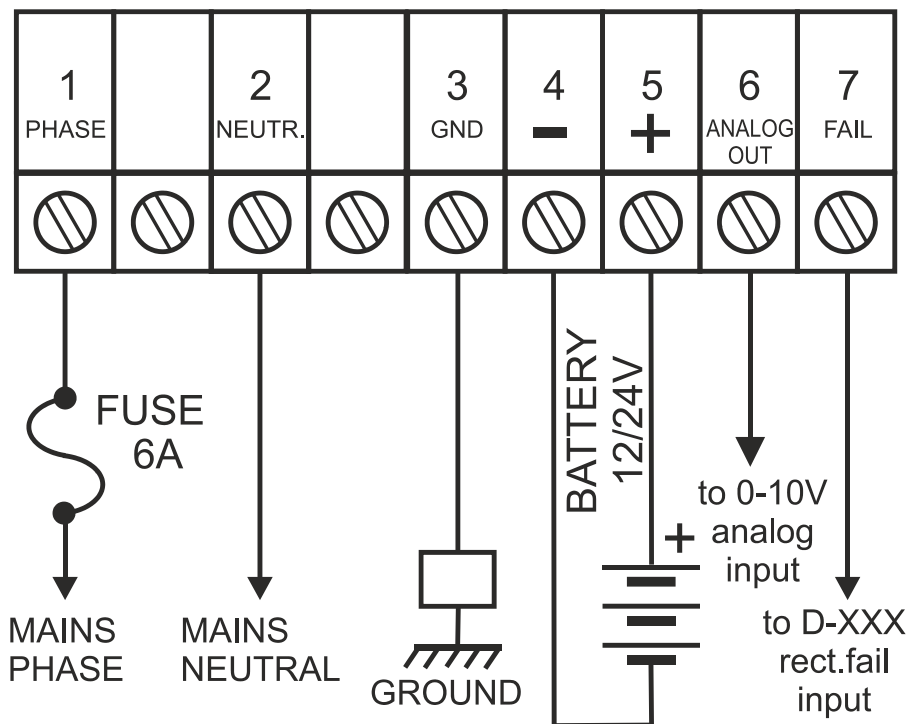 1
PHASE
2
NEUTR.
3
GND
4
−
5
+
6
ANALOG
OUT
7
FAIL
FUSE
6A
MAINS
PHASE
MAINS
NEUTRAL
GROUND
BATTERY
12/24V
+
to 0-10V
analog
input
to D-XXX
rect.fail
input